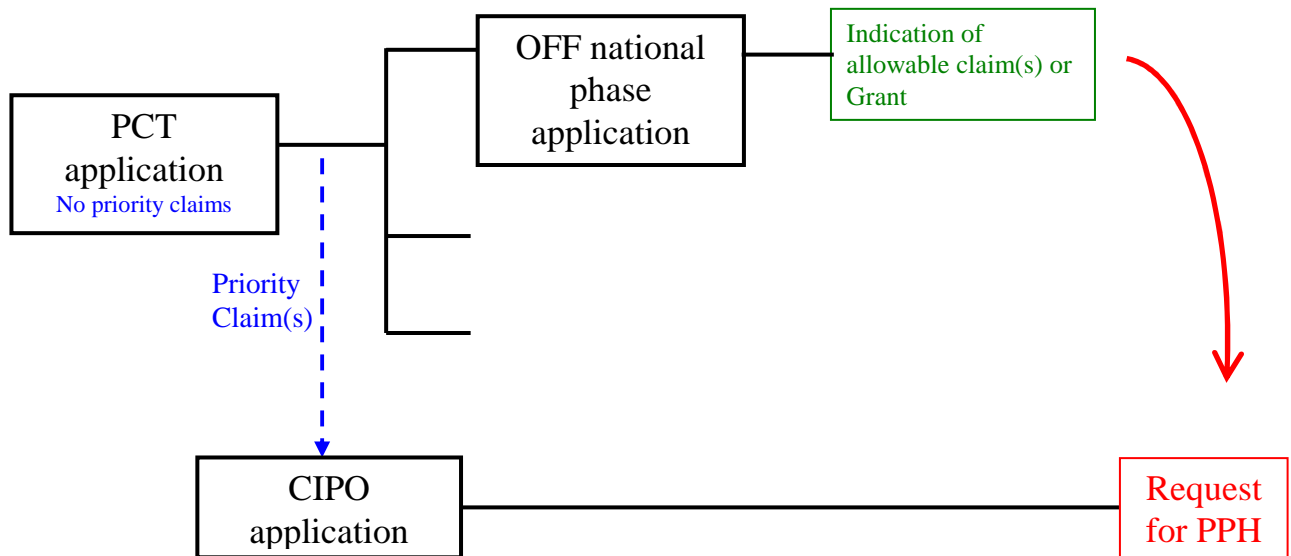 PCT
application
No priority claims
OFF national
phase
application
Indication of
allowable claim(s) or
Grant
Priority
Claim(s)
CIPO
application
Request
for PPH